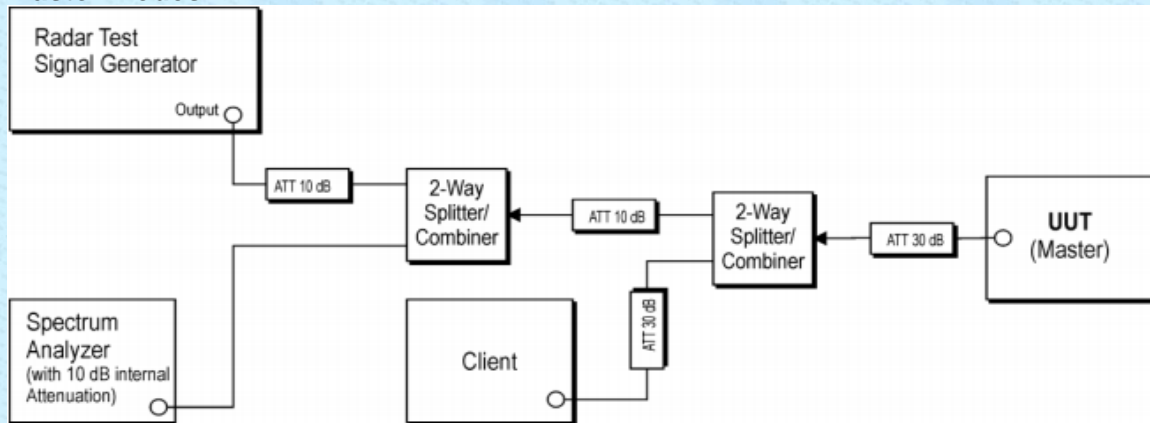 Radar Test
Signal Generator
Output
ATT 10 dB
2-Way
Splitter/
Combiner
ATT 10 dB
2-Way
Splitter/
Combiner
ATT 30 dB
UUT
(Master)
ATT 30 dB
Spectrum
Analyzer
(with 10 dB internal
Attenuation)
Client